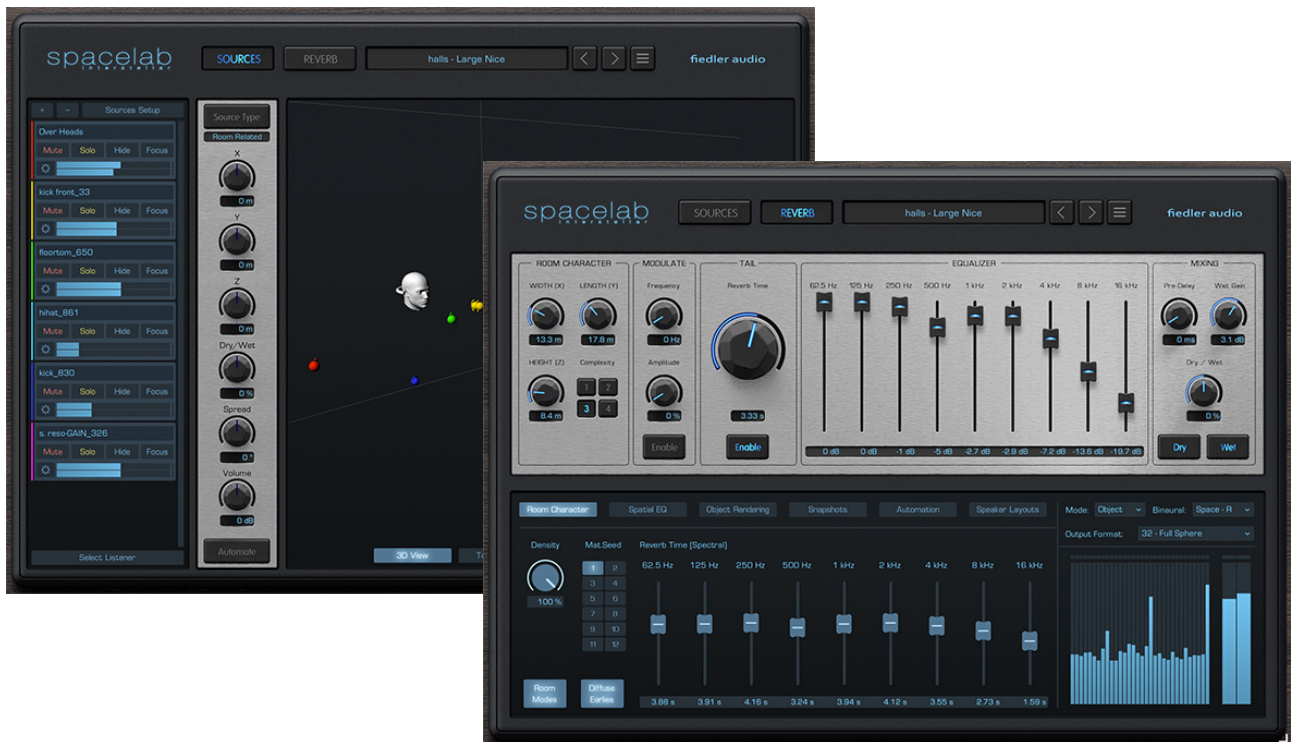 spacelab
interstellar
SOURCES
REVERB
halls - Large Nice
fiedler audio
+ - Sources Setup
Over Heads
Mute Solo Hide Focus
kick front_33
Mute Solo Hide Focus
floortom_650
Mute Solo Hide Focus
hihat_861
Mute Solo Hide Focus
kick_830
Mute Solo Hide Focus
s. resoGAIN_326
Mute Solo Hide Focus
Select Listener
Source Type
Room Related
X
0 m
Y
0 m
Z
0 m
Dry/Wet
0 %
Spread
0 °
Volume
0 dB
Automate
3D View
spacelab
interstellar
SOURCES
REVERB
halls - Large Nice
fiedler audio
ROOM CHARACTER
WIDTH (X) LENGTH (Y)
13.3 m 17.8 m
HEIGHT (Z) Complexity
1 2
3 4
8.4 m
MODULATE
Frequency
0 Hz
Amplitude
0 %
Enable
TAIL
Reverb Time
3.33 s
Enable
EQUALIZER
62.5 Hz 125 Hz 250 Hz 500 Hz 1 kHz 2 kHz 4 kHz 8 kHz 16 kHz
0 dB 0 dB -1 dB -5 dB -2.7 dB -2.9 dB -7.2 dB -13.6 dB -19.7 dB
MIXING
Pre-Delay Wet Gain
0 ms 3.1 dB
Dry / Wet
0 %
Dry Wet
Room Character Spatial EQ Object Rendering Snapshots Automation Speaker Layouts
Mode: Object Binaural: Space - R
Output Format: 32 - Full Sphere
Density
100 %
Mat.Seed
1 2
3 4
5 6
7 8
9 10
11 12
Room
Modes
Diffuse
Earlies
Reverb Time [Spectral]
62.5 Hz 125 Hz 250 Hz 500 Hz 1 kHz 2 kHz 4 kHz 8 kHz 16 kHz
3.88 s 3.91 s 4.16 s 3.24 s 3.94 s 4.12 s 3.55 s 2.73 s 1.59 s